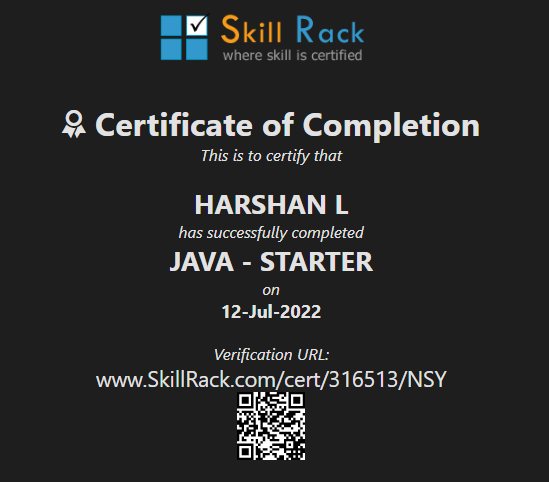 Skill Rack
where skill is certified
Certificate of Completion
This is to certify that
HARSHAN L
has successfully completed
JAVA - STARTER
on
12-Jul-2022
Verification URL:
www.SkillRack.com/cert/316513/NSY